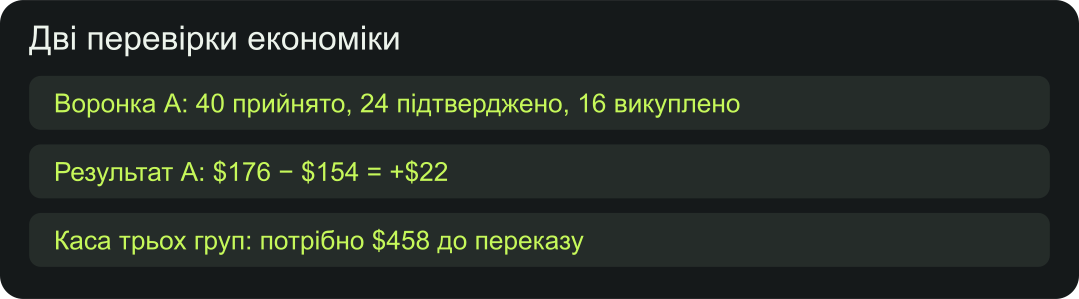 Дві перевірки економіки
Воронка A: 40 прийнято, 24 підтверджено, 16 викуплено
Результат A: $176 − $154 = +$22
Каса трьох груп: потрібно $458 до переказу